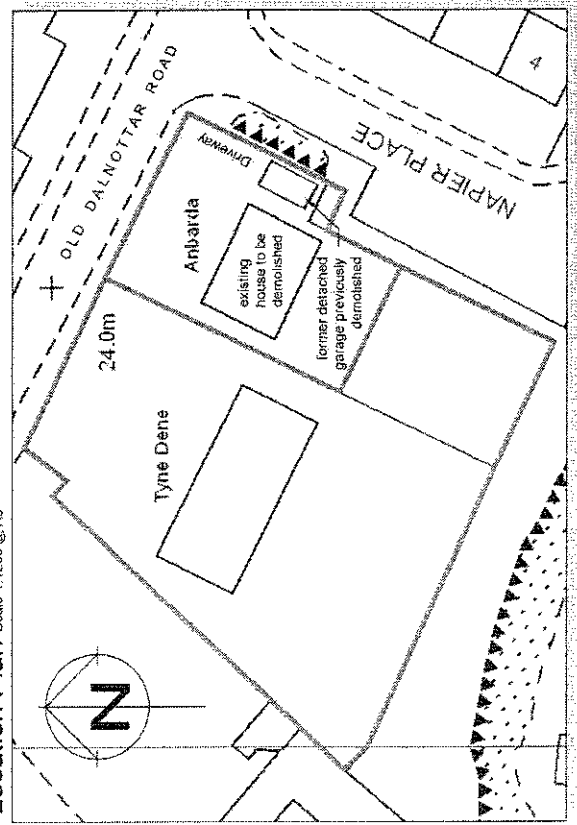 OLD DALNOTTAR ROAD
24.0m
Anbarda
Driveway
existing
house to be
demolished
former detached
garage previously
demolished
Tyne Dene
NAPIER PLACE
4
N